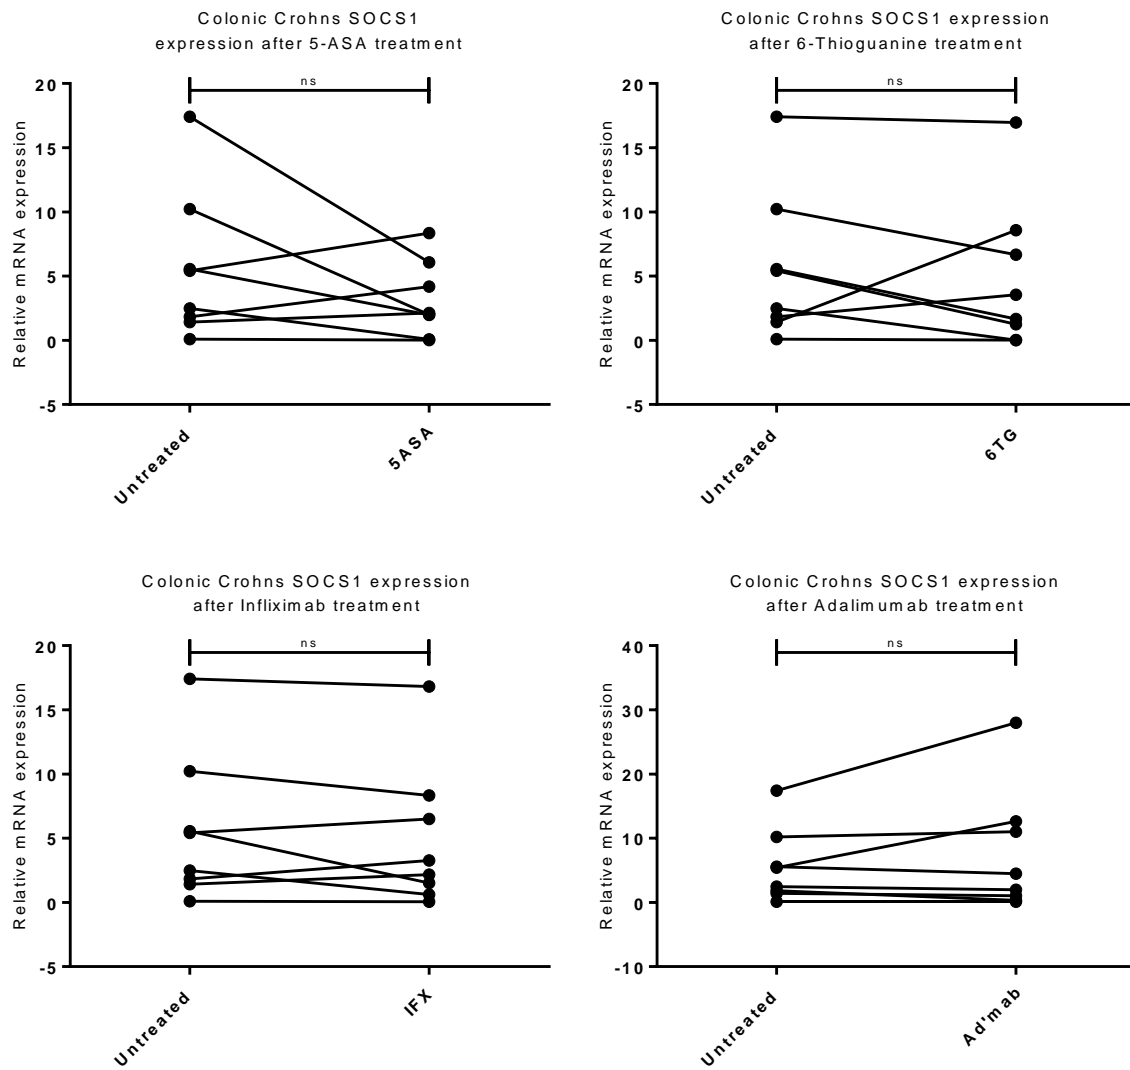 Colonic Crohns SOCS1
expression after 5-ASA treatment
ns
20
15
10
5
0
-5
Relative mRNA expression
Untreated
5ASA
Colonic Crohns SOCS1 expression
after 6-Thioguanine treatment
ns
20
15
10
5
0
-5
Relative mRNA expression
Untreated
6TG
Colonic Crohns SOCS1 expression
after Infliximab treatment
ns
20
15
10
5
0
-5
Relative mRNA expression
Untreated
IFX
Colonic Crohns SOCS1 expression
after Adalimumab treatment
ns
40
30
20
10
0
-10
Relative mRNA expression
Untreated
Ad'mab